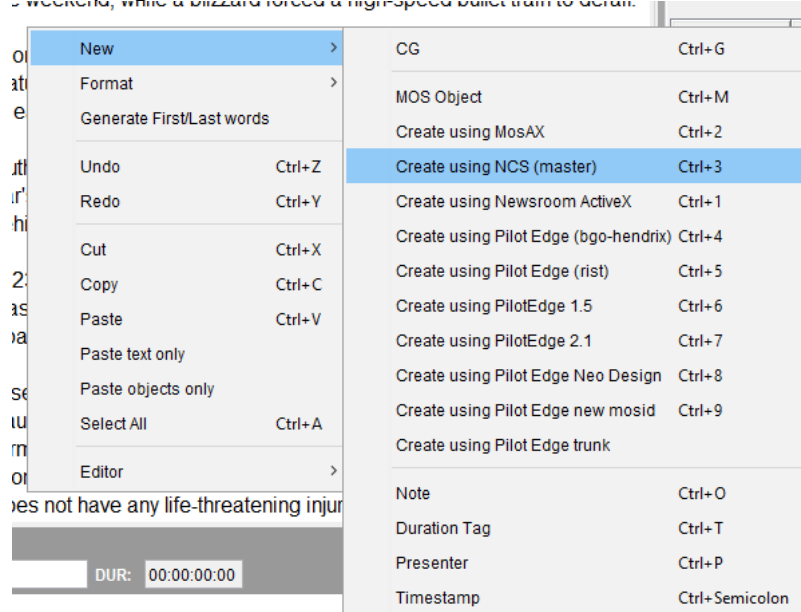 weekend, while a blizzard forced a high-speed bullet train to derail.
New
Format
Generate First/Last words
Undo Ctrl+Z
Redo Ctrl+Y
Cut Ctrl+X
Copy Ctrl+C
Paste Ctrl+V
Paste text only
Paste objects only
Select All Ctrl+A
Editor
CG Ctrl+G
MOS Object Ctrl+M
Create using MosAX Ctrl+2
Create using NCS (master) Ctrl+3
Create using Newsroom ActiveX Ctrl+1
Create using Pilot Edge (bgo-hendrix) Ctrl+4
Create using Pilot Edge (rist) Ctrl+5
Create using PilotEdge 1.5 Ctrl+6
Create using PilotEdge 2.1 Ctrl+7
Create using Pilot Edge Neo Design Ctrl+8
Create using Pilot Edge new mosid Ctrl+9
Create using Pilot Edge trunk
Note Ctrl+O
Duration Tag Ctrl+T
Presenter Ctrl+P
Timestamp Ctrl+Semicolon
not have any life-threatening
DUR: 00:00:00:00